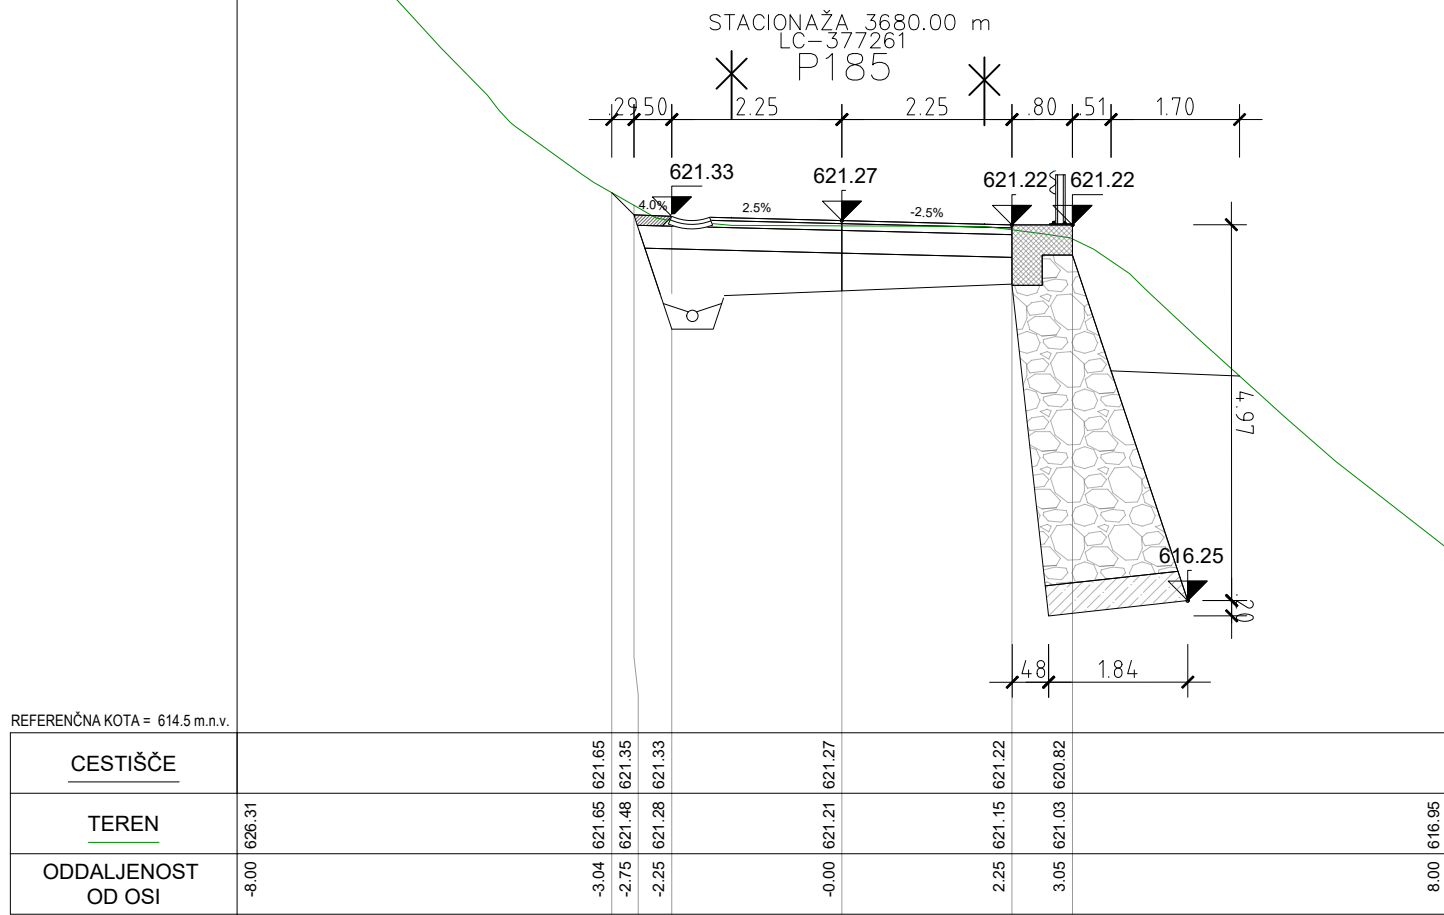 STACIONAŽA 3680.00 m
LC-377261
P185
.29 .50 2.25 2.25 .80 .51 1.70
621.33 621.27 621.22 621.22
4.0% 2.5% -2.5%
4.97
616.25
.20
.48 1.84
REFERENČNA KOTA = 614.5 m.n.v.
CESTIŠČE 621.65 621.35 621.33 621.27 621.22 620.82
TEREN 626.31 621.65 621.48 621.28 621.21 621.15 621.03 616.95
ODDALJENOST
OD OSI
-8.00 -3.04 -2.75 -2.25 -0.00 2.25 3.05 8.00